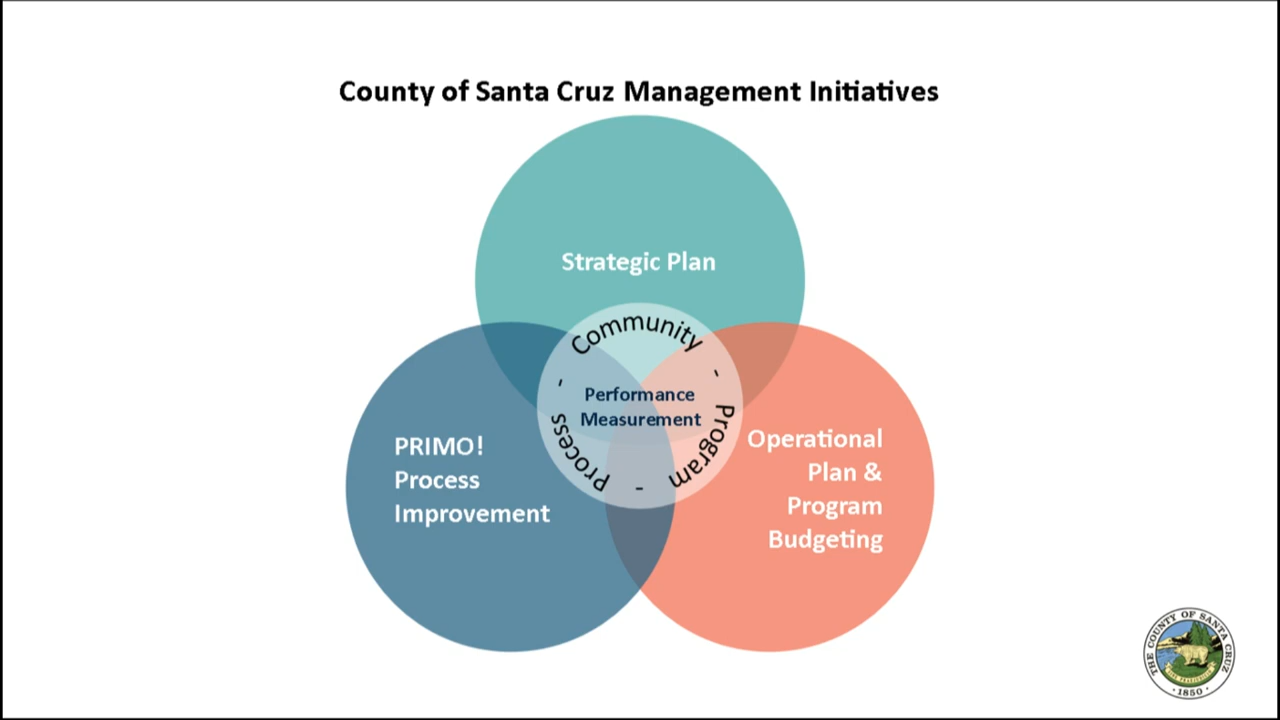 County of Santa Cruz Management Initiatives
Strategic Plan
Community - Program - Process -
Performance
Measurement
PRIMO!
Process
Improvement
Operational
Plan &
Program
Budgeting
THE COUNTY OF SANTA CRUZ
· 1850 ·